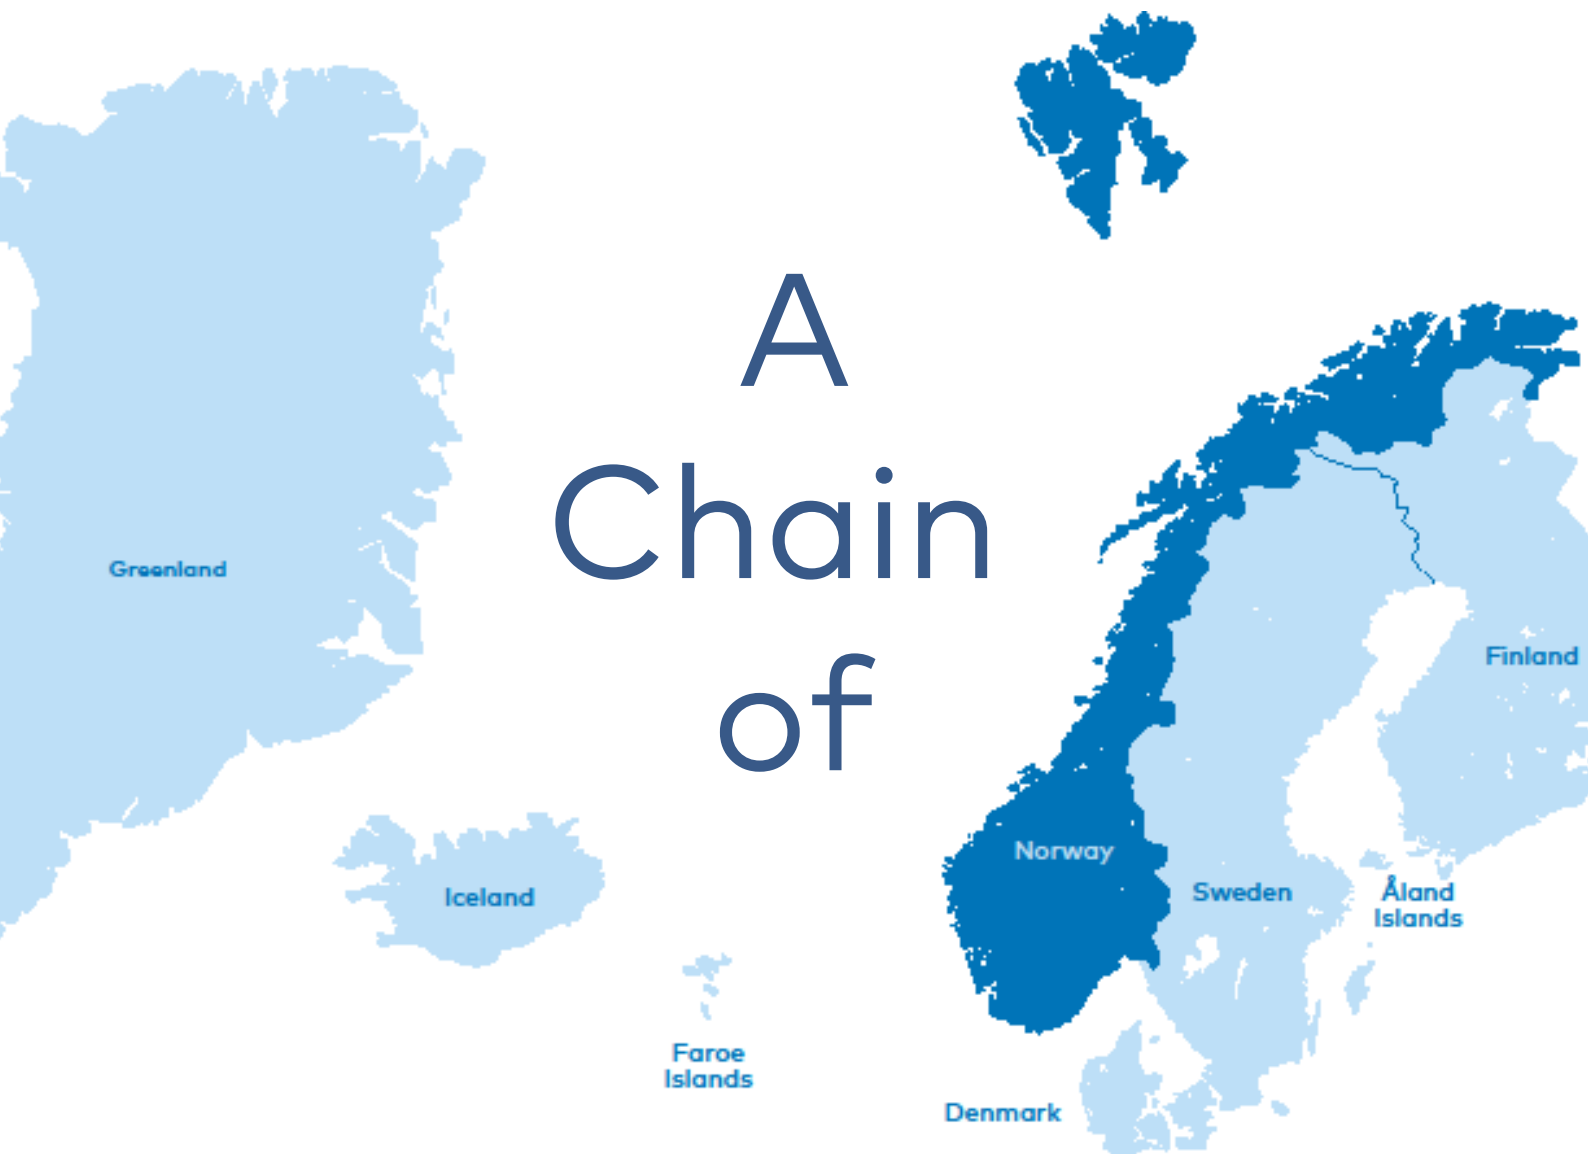 A
Chain
of
Greenland
Iceland
Faroe
Islands
Norway
Sweden
Finland
Åland
Islands
Denmark